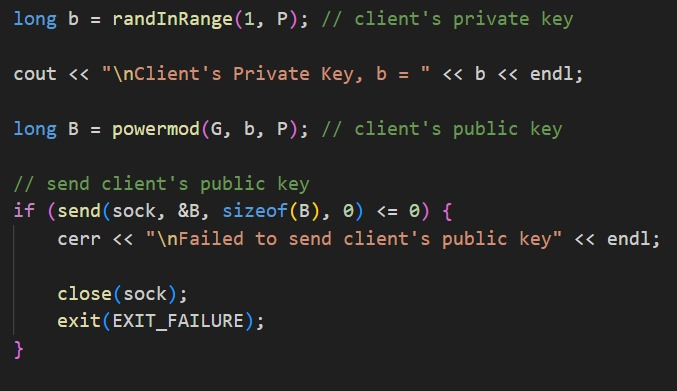 long b = randInRange(1, P); // client's private key
cout << "\nClient's Private Key, b = " << b << endl;
long B = powermod(G, b, P); // client's public key
// send client's public key
if (send(sock, &B, sizeof(B), 0) <= 0) {
    cerr << "\nFailed to send client's public key" << endl;
    close(sock);
    exit(EXIT_FAILURE);
}